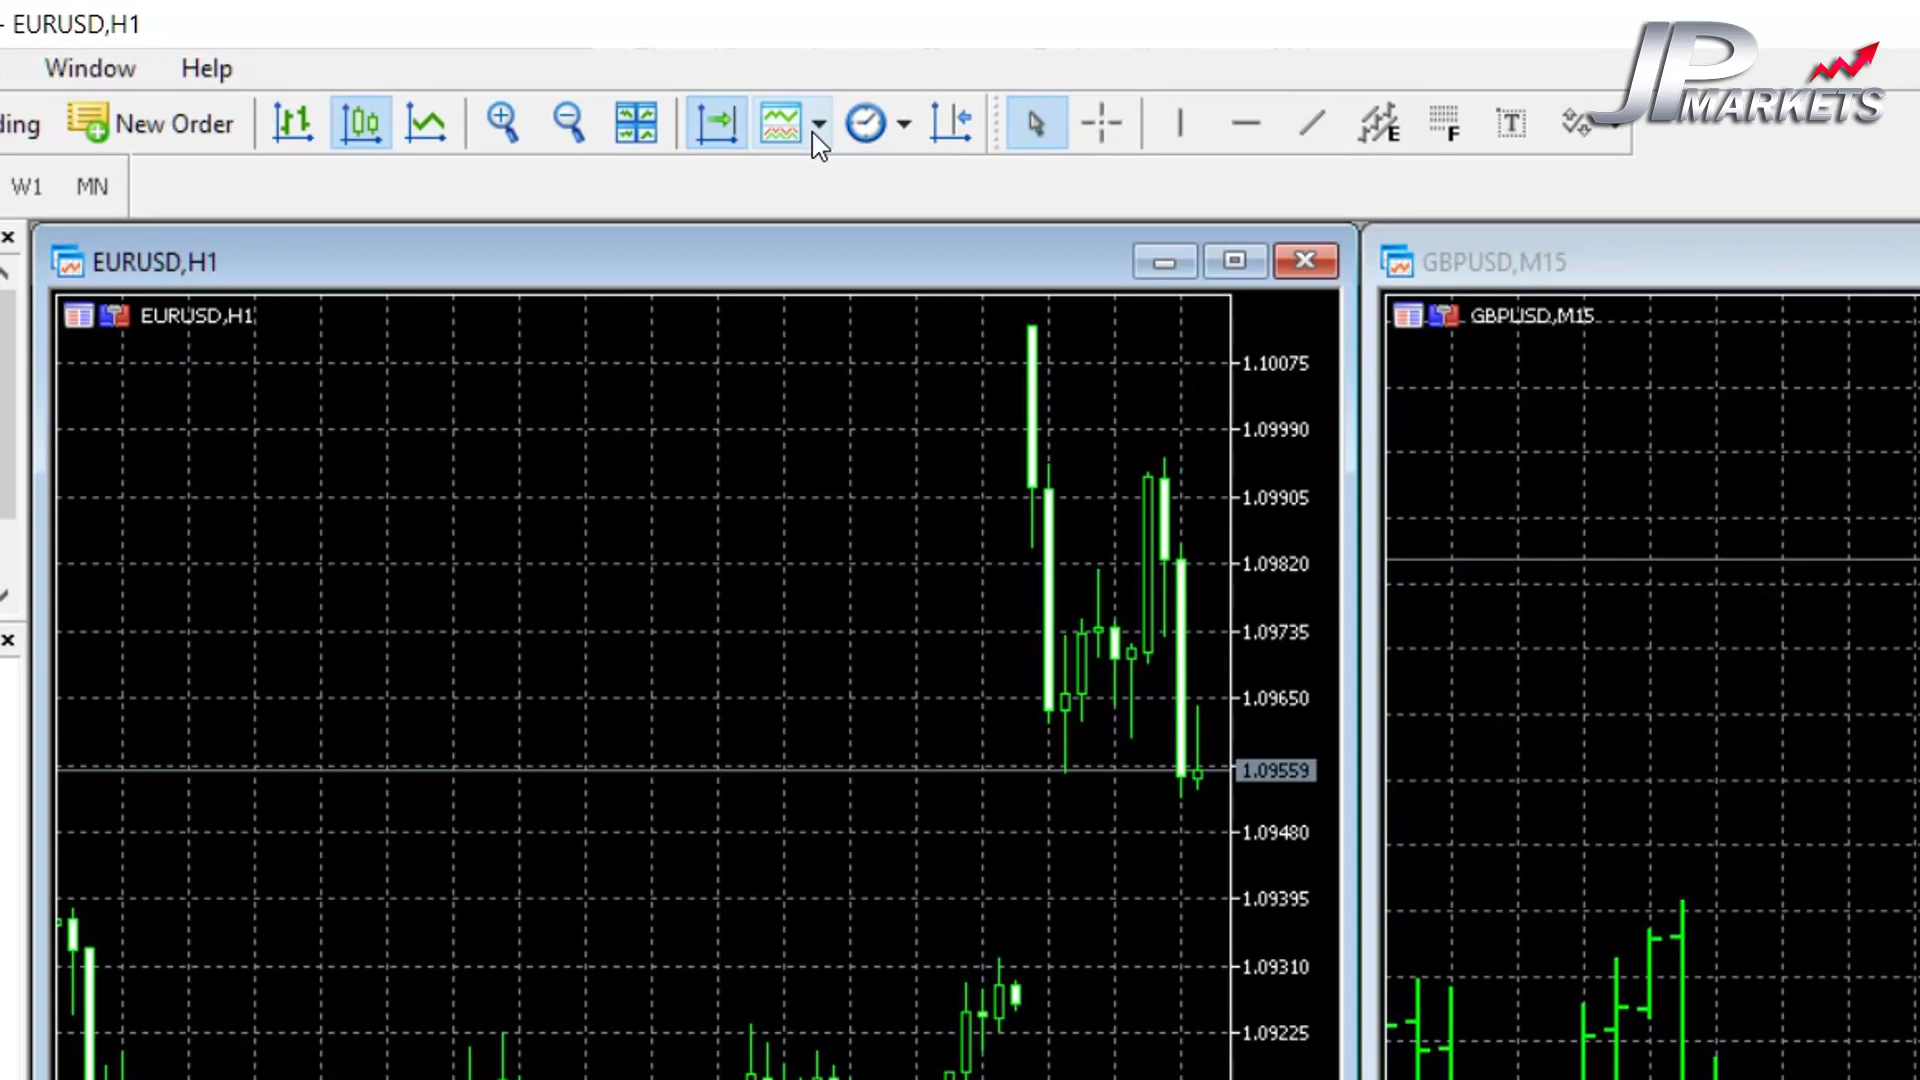 - EURUSD,H1
JP MARKETS
Window Help
ding New Order
E F T
W1 MN
EURUSD,H1
GBPUSD,M15
EURUSD,H1
GBPUSD,M15
1.10075
1.09990
1.09905
1.09820
1.09735
1.09650
1.09559
1.09480
1.09395
1.09310
1.09225